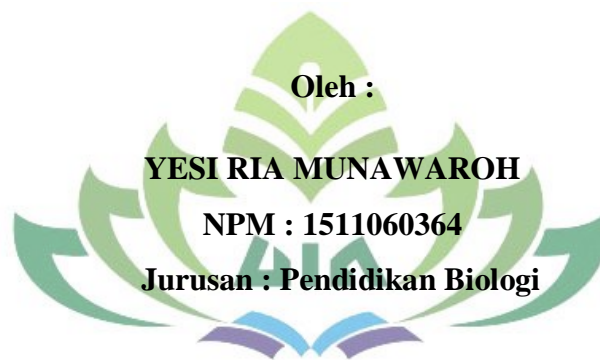 Oleh :
YESI RIA MUNAWAROH
NPM : 1511060364
Jurusan : Pendidikan Biologi